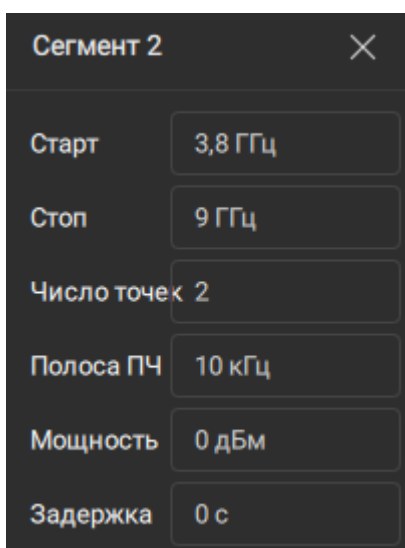 Сегмент 2
Старт 3,8 ГГц
Стоп 9 ГГц
Число точек 2
Полоса ПЧ 10 кГц
Мощность 0 дБм
Задержка 0 с